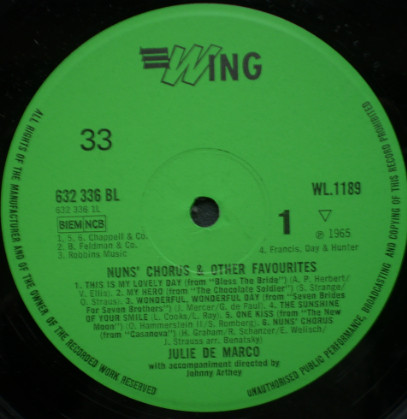 WING
33
632 336 BL
632 336 1L
BIEM NCB
1, 5, 6. Chappell & Co.
2. B. Feldman & Co.
3. Robbins Music
WL.1189
1
℗ 1965
4. Francis, Day & Hunter
NUNS' CHORUS & OTHER FAVOURITES
1. THIS IS MY LOVELY DAY (from "Bless The Bride") (A. P. Herbert/
V. Ellis) 2. MY HERO (from "The Chocolate Soldier") (S. Strange/
O. Straus) 3. WONDERFUL, WONDERFUL DAY (from "Seven Brides
For Seven Brothers") (J. Mercer/G. de Paul) 4. THE SUNSHINE
OF YOUR SMILE (L. Cooke/L. Ray) 5. ONE KISS (from "The New
Moon") (O. Hammerstein II/S. Romberg) 6. NUNS' CHORUS
(from "Casanova") (H. Graham/R. Schanzer/E. Welisch/
J. Strauss arr. Benatsky)
JULIE DE MARCO
with accompaniment directed by
Johnny Arthey
ALL RIGHTS OF THE MANUFACTURER AND OF THE OWNER OF THE RECORDED WORK RESERVED
UNAUTHORISED PUBLIC PERFORMANCE, BROADCASTING AND COPYING OF THIS RECORD PROHIBITED